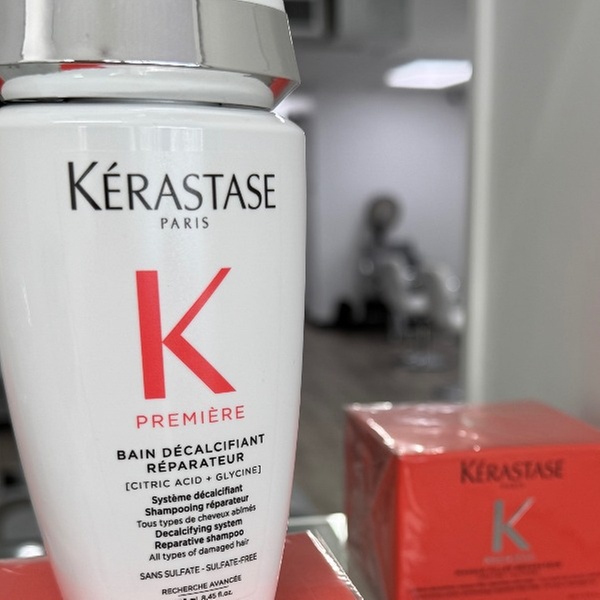 KÉRASTASE
PARIS
K
PREMIÈRE
BAIN DÉCALCIFIANT
RÉPARATEUR
[CITRIC ACID + GLYCINE]
Système décalcifiant
Shampooing réparateur
Tous types de cheveux abîmés
Decalcifying system
Reparative shampoo
All types of damaged hair
SANS SULFATE - SULFATE-FREE
RECHERCHE AVANCÉE
8.45 fl.oz.
KÉRASTASE
PARIS
K